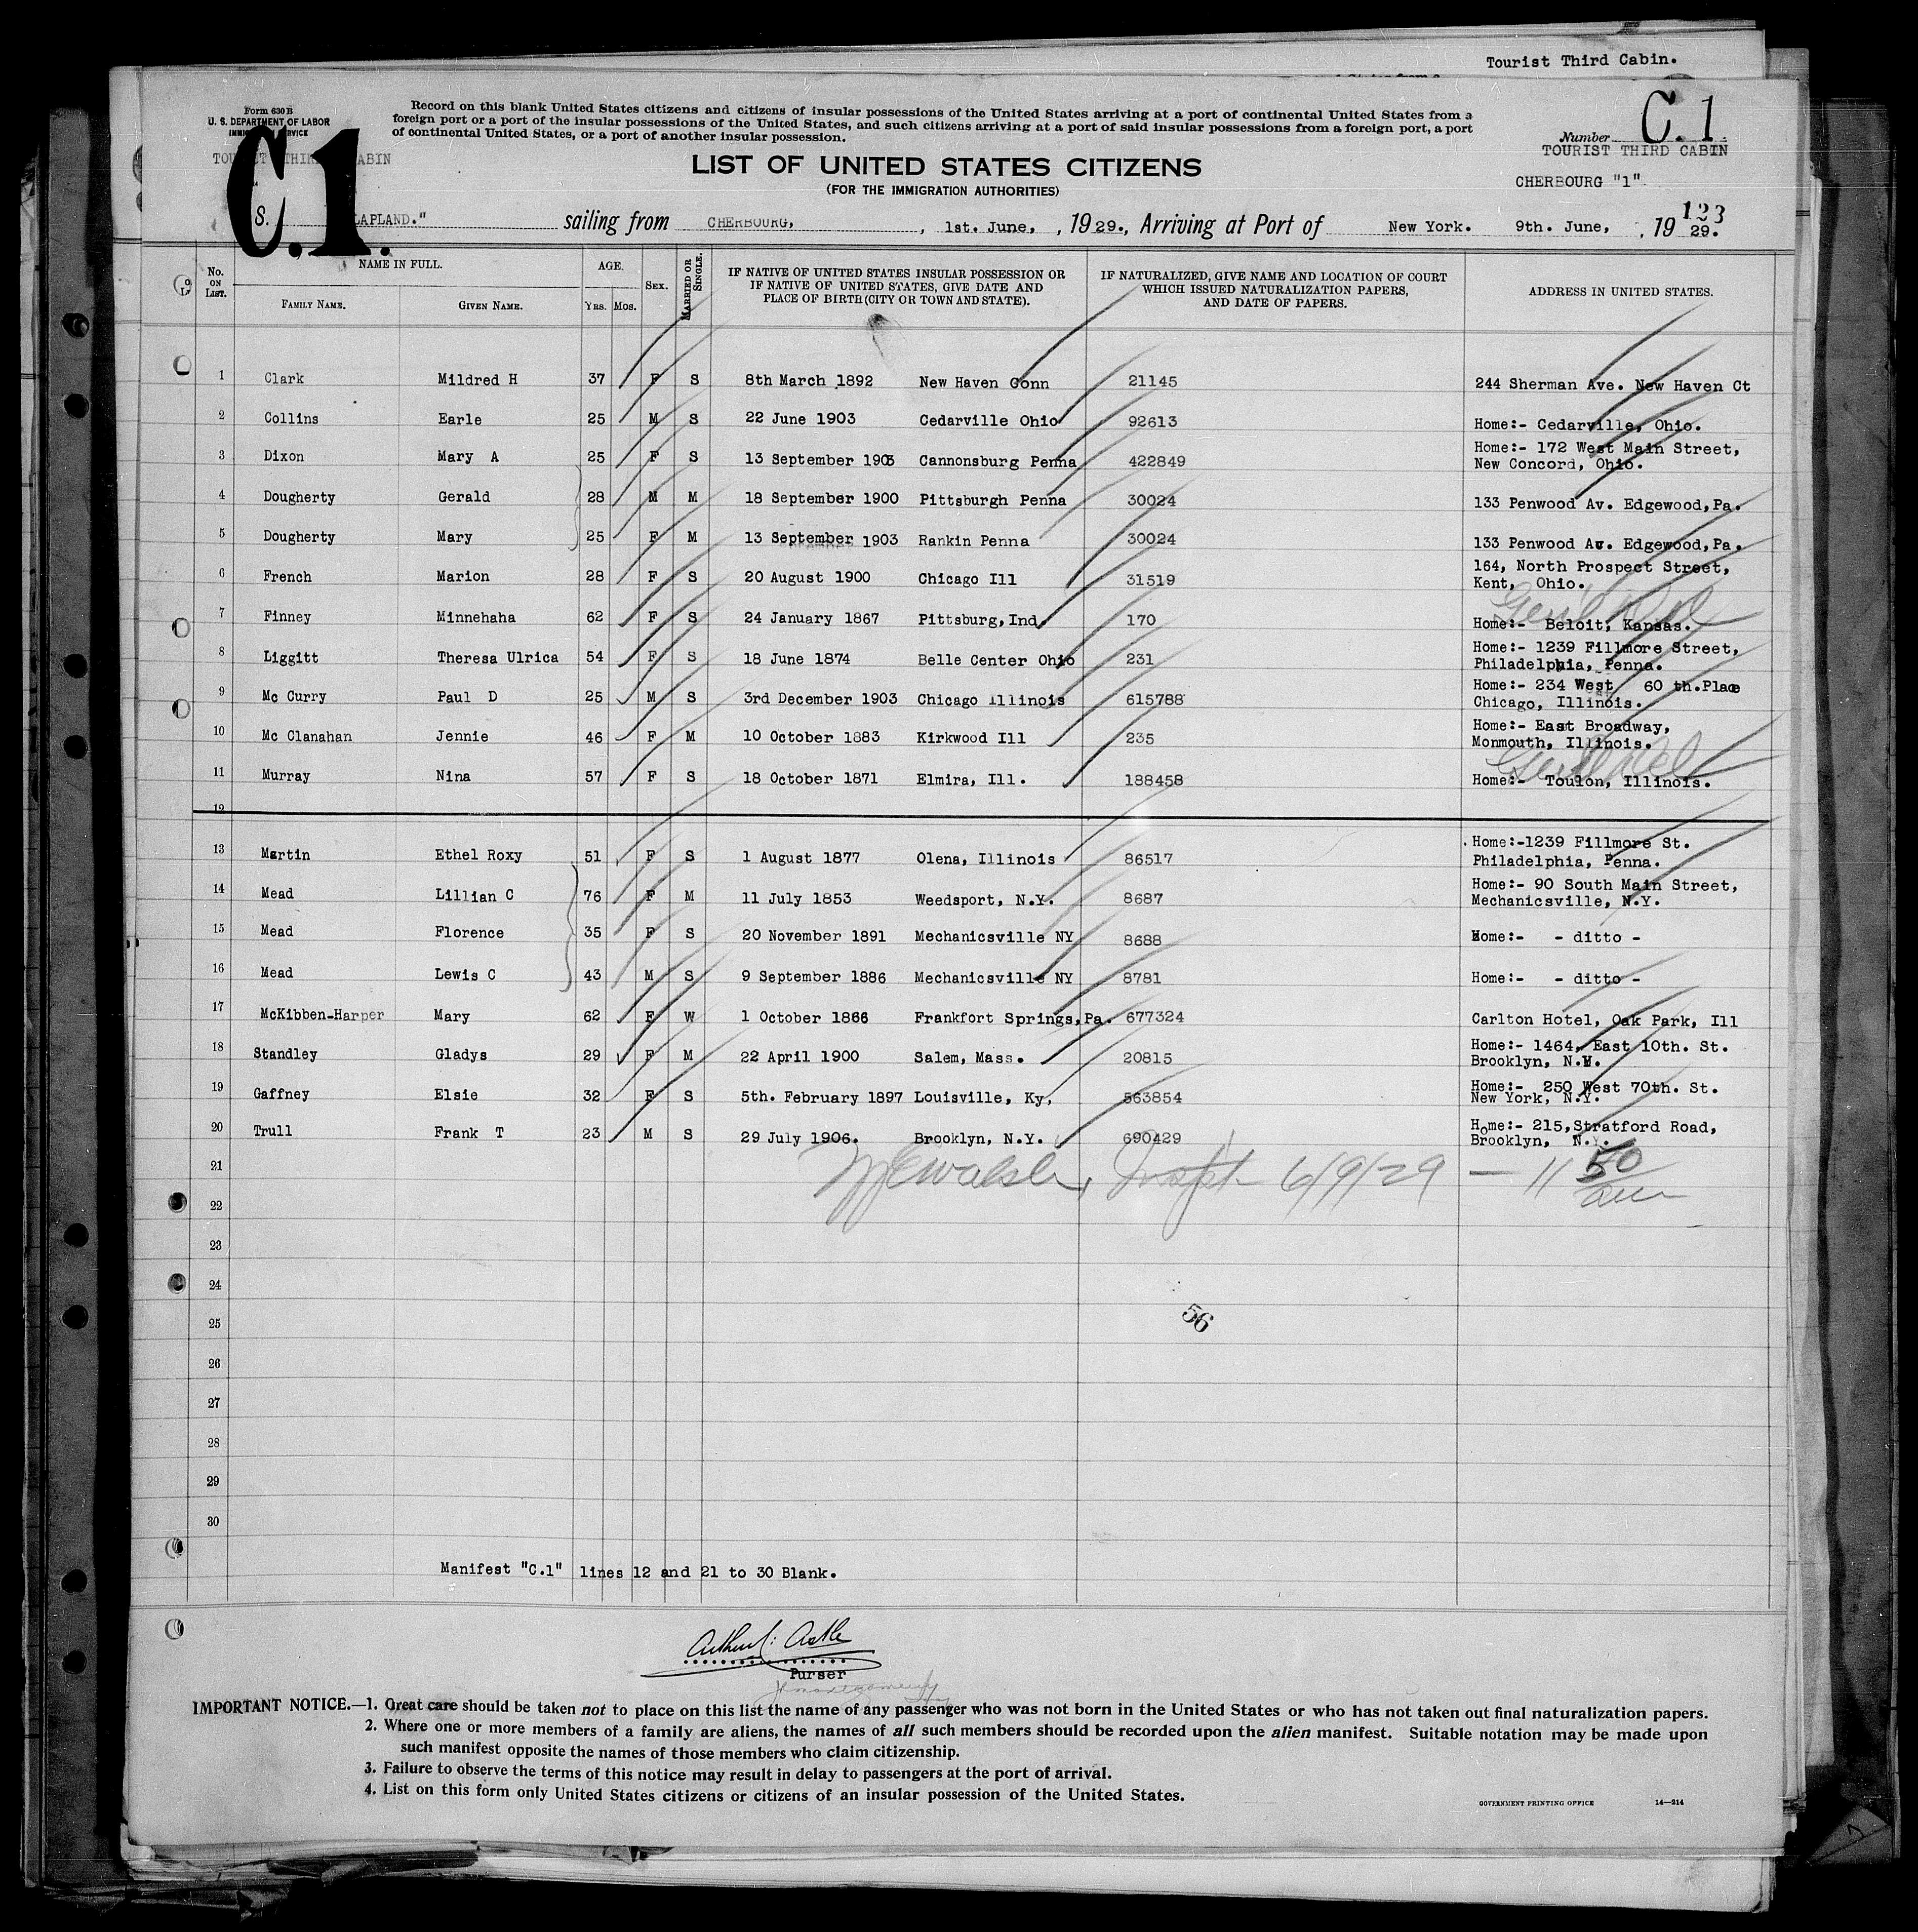 Tourist Third Cabin.
Form 630 B
U. S. DEPARTMENT OF LABOR
Record on this blank United States citizens and citizens of insular possessions of the United States arriving at a port of continental United States from a
foreign port or a port of the insular possessions of the United States, and such citizens arriving at a port of said insular possessions from a foreign port, a port
of continental United States, or a port of another insular possession.
Number C.1
TOURIST THIRD CABIN
C.1.
LIST OF UNITED STATES CITIZENS
(FOR THE IMMIGRATION AUTHORITIES)
TOURIST THIRD CABIN
CHERBOURG "1"
123
S. LAPLAND." sailing from CHERBOURG, , 1st. June, , 19 29., Arriving at Port of New York. 9th. June, , 19 29.
No. ON LIST. NAME IN FULL. AGE. SEX. MARRIED OR SINGLE. IF NATIVE OF UNITED STATES INSULAR POSSESSION OR IF NATIVE OF UNITED STATES, GIVE DATE AND PLACE OF BIRTH (CITY OR TOWN AND STATE). IF NATURALIZED, GIVE NAME AND LOCATION OF COURT WHICH ISSUED NATURALIZATION PAPERS, AND DATE OF PAPERS. ADDRESS IN UNITED STATES.
FAMILY NAME. GIVEN NAME. YRS. MOS.
1 Clark Mildred H 37 F S 8th March 1892 New Haven Conn 21145 244 Sherman Ave. New Haven Ct
2 Collins Earle 25 M S 22 June 1903 Cedarville Ohio 92613 Home:- Cedarville, Ohio.
3 Dixon Mary A 25 F S 13 September 1903 Cannonsburg Penna 422849 Home:- 172 West Main Street,
New Concord, Ohio.
4 Dougherty Gerald 28 M M 18 September 1900 Pittsburgh Penna 30024 133 Penwood Av. Edgewood,Pa.
5 Dougherty Mary 25 F M 13 September 1903 Rankin Penna 30024 133 Penwood Av. Edgewood,Pa.
6 French Marion 28 F S 20 August 1900 Chicago Ill 31519 164, North Prospect Street,
Kent, Ohio.
7 Finney Minnehaha 62 F S 24 January 1867 Pittsburg,Ind. 170 Home:- Beloit, Kansas.
8 Liggitt Theresa Ulrica 54 F S 18 June 1874 Belle Center Ohio 231 Home:- 1239 Fillmore Street,
Philadelphia, Penna.
9 Mc Curry Paul D 25 M S 3rd December 1903 Chicago Illinois 615788 Home:- 234 West 60 th.Place
Chicago, Illinois.
10 Mc Clanahan Jennie 46 F M 10 October 1883 Kirkwood Ill 235 Home:- East Broadway,
Monmouth, Illinois.
11 Murray Nina 57 F S 18 October 1871 Elmira, Ill. 188458 Home:- Toulon, Illinois.
12
13 Martin Ethel Roxy 51 F S 1 August 1877 Olena, Illinois 86517 Home:-1239 Fillmore St.
Philadelphia, Penna.
14 Mead Lillian C 76 F M 11 July 1853 Weedsport, N.Y. 8687 Home:- 90 South Main Street,
Mechanicsville, N.Y.
15 Mead Florence 35 F S 20 November 1891 Mechanicsville NY 8688 Home:- - ditto -
16 Mead Lewis C 43 M S 9 September 1886 Mechanicsville NY 8781 Home:- - ditto -
17 McKibben-Harper Mary 62 F W 1 October 1866 Frankfort Springs,Pa. 677324 Carlton Hotel, Oak Park, Ill
18 Standley Gladys 29 F M 22 April 1900 Salem, Mass. 20815 Home:- 1464, East 10th. St.
Brooklyn, N.Y.
19 Gaffney Elsie 32 F S 5th. February 1897 Louisville, Ky, 563854 Home:- 250 West 70th. St.
New York, N.Y.
20 Trull Frank T 23 M S 29 July 1906. Brooklyn, N.Y. 690429 Home:- 215,Stratford Road,
Brooklyn, N.Y.
21 Walsh, Inspt 6/9/29 - 11 50
22
23
24
25
56
26
27
28
29
30
Manifest "C.1" lines 12 and 21 to 30 Blank.
Purser
IMPORTANT NOTICE.—1. Great care should be taken not to place on this list the name of any passenger who was not born in the United States or who has not taken out final naturalization papers.
2. Where one or more members of a family are aliens, the names of all such members should be recorded upon the alien manifest. Suitable notation may be made upon
such manifest opposite the names of those members who claim citizenship.
3. Failure to observe the terms of this notice may result in delay to passengers at the port of arrival.
4. List on this form only United States citizens or citizens of an insular possession of the United States.
GOVERNMENT PRINTING OFFICE 14—214